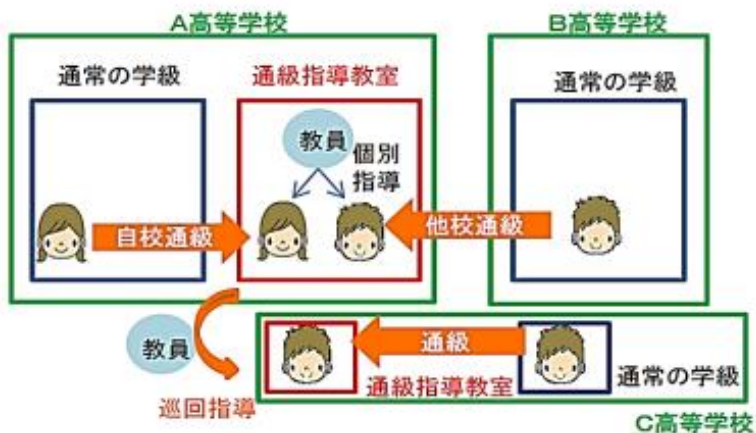 A高等学校
通常の学級
通級指導教室
教員
個別
指導
自校通級
B高等学校
通常の学級
他校通級
教員
巡回指導
通級
通級指導教室
通常の学級
C高等学校